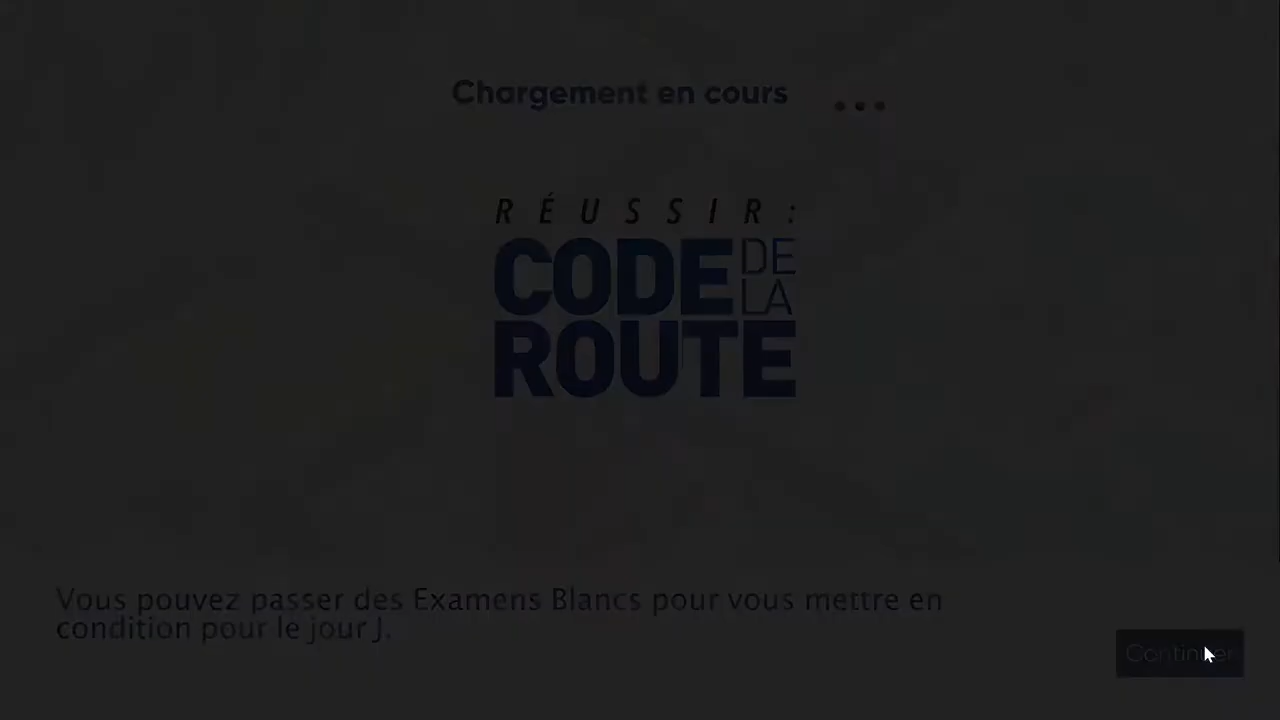 Chargement en cours
RÉUSSIR:
CODE DE LA
ROUTE
Vous pouvez passer des Examens Blancs pour vous mettre en
condition pour le jour J.
Continuer